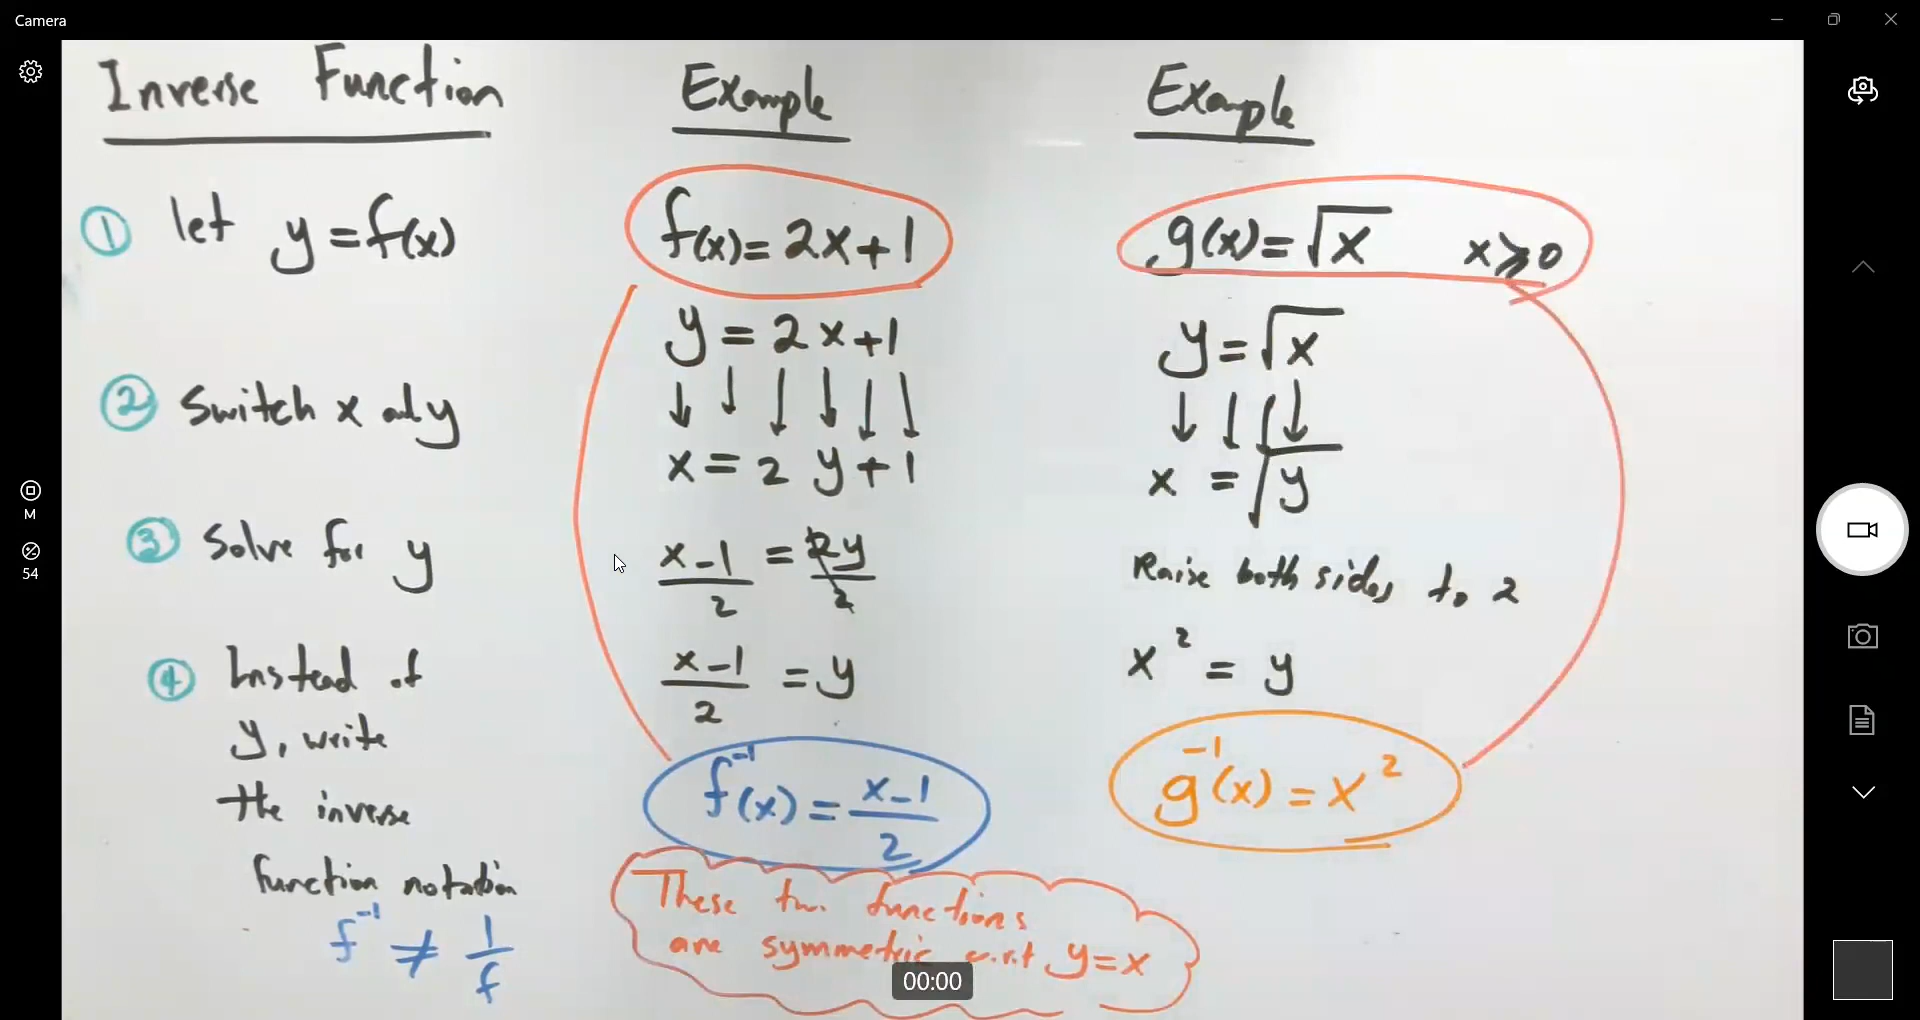 Camera
Inverse Function
① let y = f(x)
② Switch x and y
③ Solve for y
④ Instead of
y, write
the inverse
function notation
f⁻¹ ≠ 1/f
Example
f(x) = 2x+1
y = 2x+1
↓ ↓ ↓ ↓ ↓ ↓
x = 2y+1
(x-1)/2 = 2y/2
(x-1)/2 = y
f⁻¹(x) = (x-1)/2
These two functions
are symmetric w.r.t y=x
Example
g(x) = √x x⩾0
y = √x
↓ ↓ ↓ ↓
x = √y
Raise both sides to 2
x² = y
g⁻¹(x) = x²
M
54
00:00